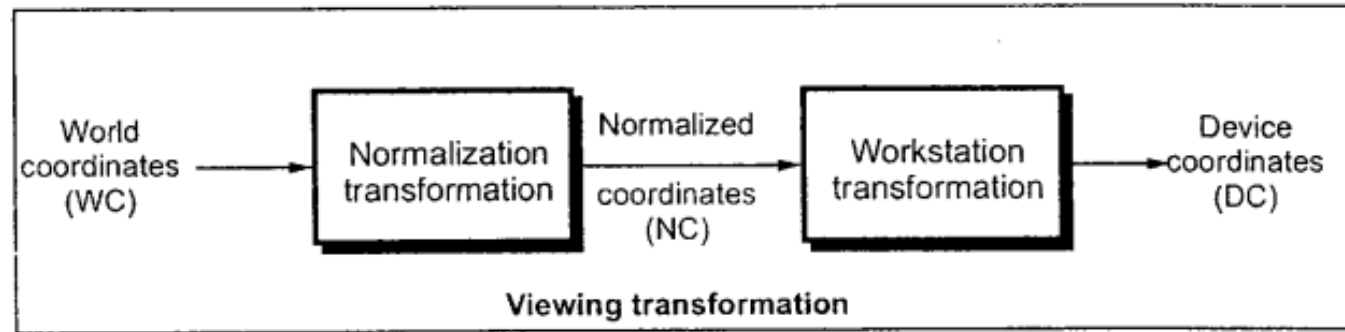 World
coordinates
(WC)
Normalization
transformation
Normalized
coordinates
(NC)
Workstation
transformation
Device
coordinates
(DC)
Viewing transformation